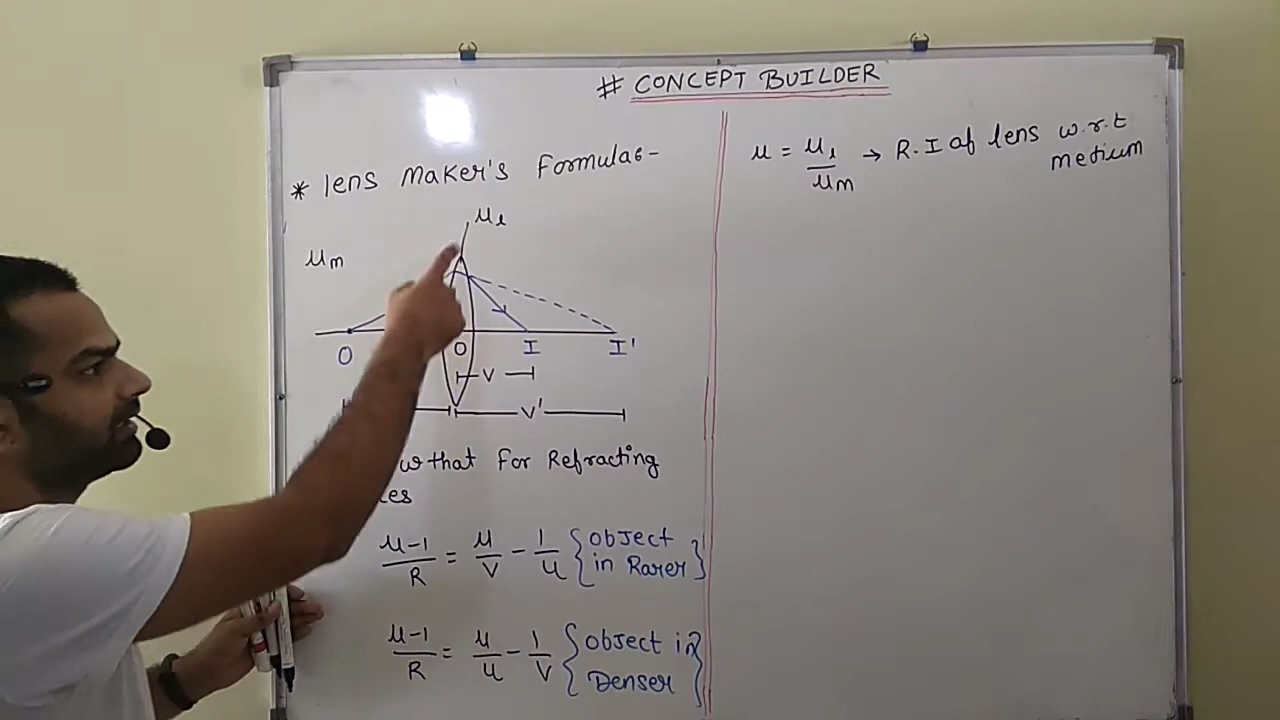 # CONCEPT BUILDER
* lens maker's Formulae-
μl
μm
O O I I'
V
V'
that For Refracting
μ-1/R = μ/V - 1/u {object in Rarer}
μ-1/R = μ/u - 1/V {object in Denser}
μ = μl/μm → R.I of lens w.r.t
medium